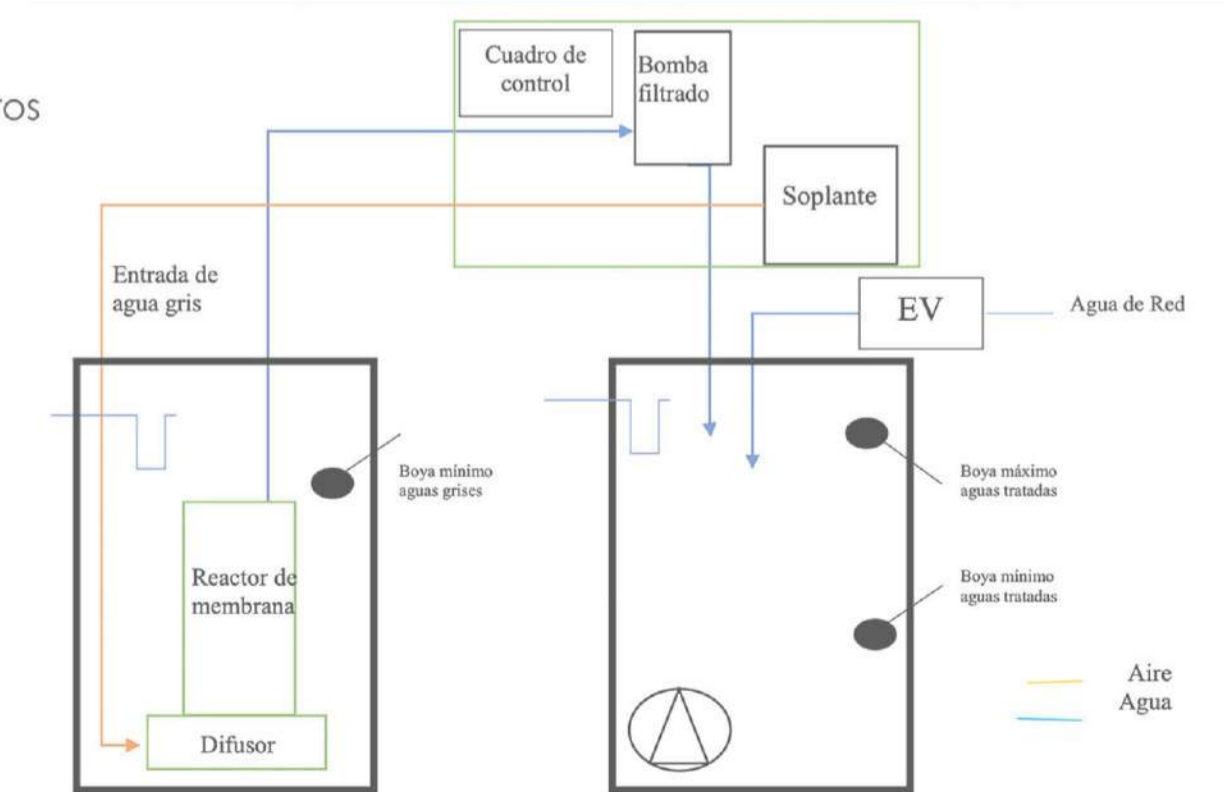 Cuadro de
control
Bomba
filtrado
Soplante
Entrada de
agua gris
EV
Agua de Red
Boya mínimo
aguas grises
Boya máximo
aguas tratadas
Reactor de
membrana
Boya mínimo
aguas tratadas
Difusor
Aire
Agua